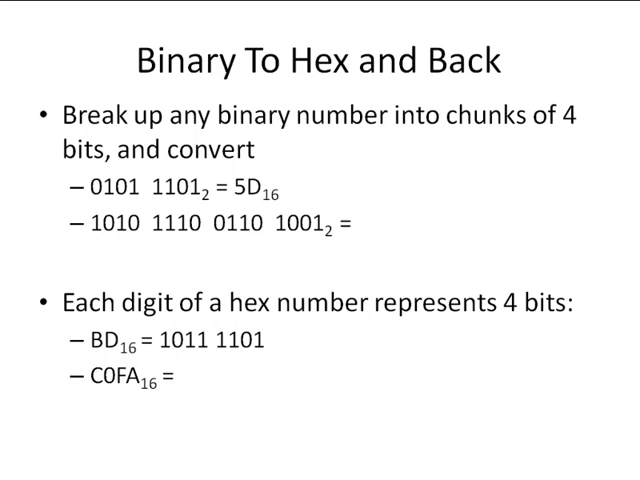 Binary To Hex and Back
• Break up any binary number into chunks of 4
bits, and convert
– 0101 1101₂ = 5D₁₆
– 1010 1110 0110 1001₂ =
• Each digit of a hex number represents 4 bits:
– BD₁₆ = 1011 1101
– C0FA₁₆ =